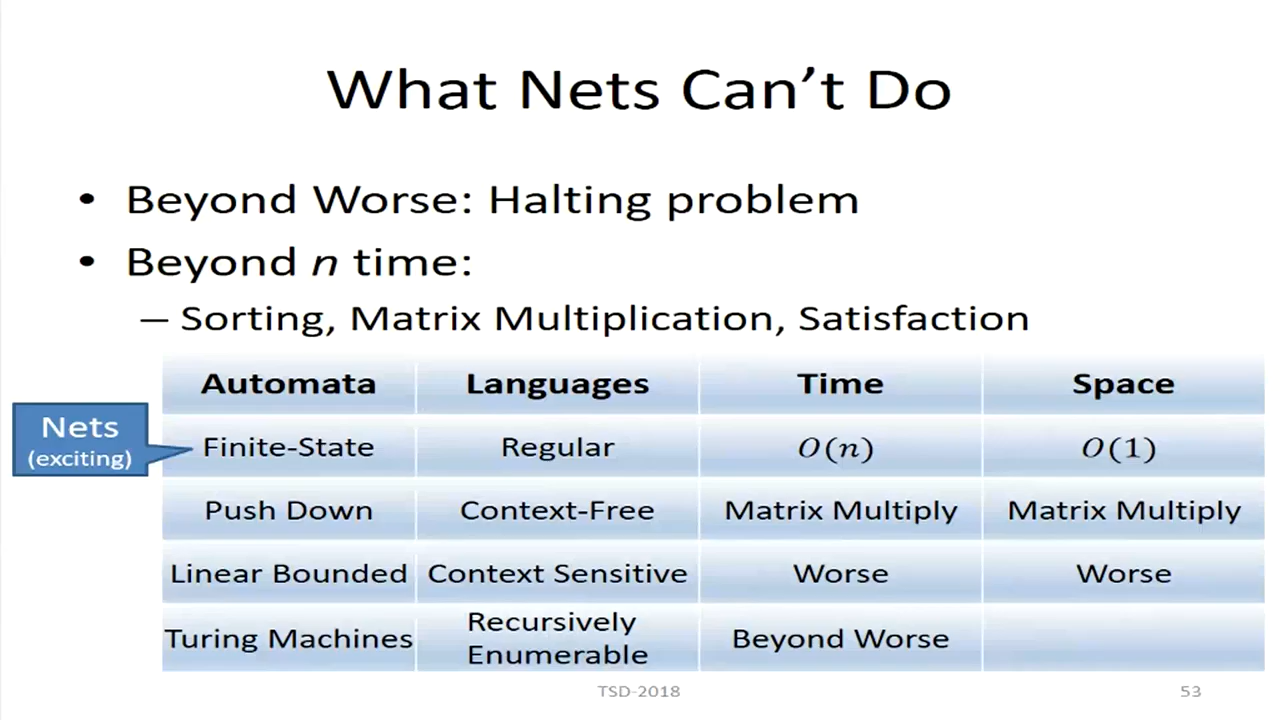 What Nets Can't Do
• Beyond Worse: Halting problem
• Beyond n time:
– Sorting, Matrix Multiplication, Satisfaction
Automata Languages Time Space
Nets
(exciting)
Finite-State Regular O(n) O(1)
Push Down Context-Free Matrix Multiply Matrix Multiply
Linear Bounded Context Sensitive Worse Worse
Turing Machines Recursively Enumerable Beyond Worse
TSD-2018 53